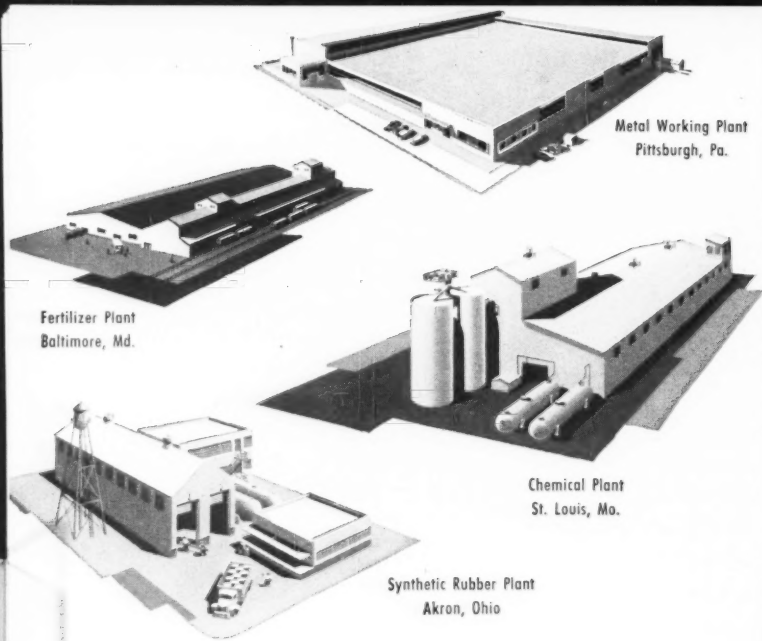 Metal Working Plant
Pittsburgh, Pa.
Fertilizer Plant
Baltimore, Md.
Chemical Plant
St. Louis, Mo.
Synthetic Rubber Plant
Akron, Ohio